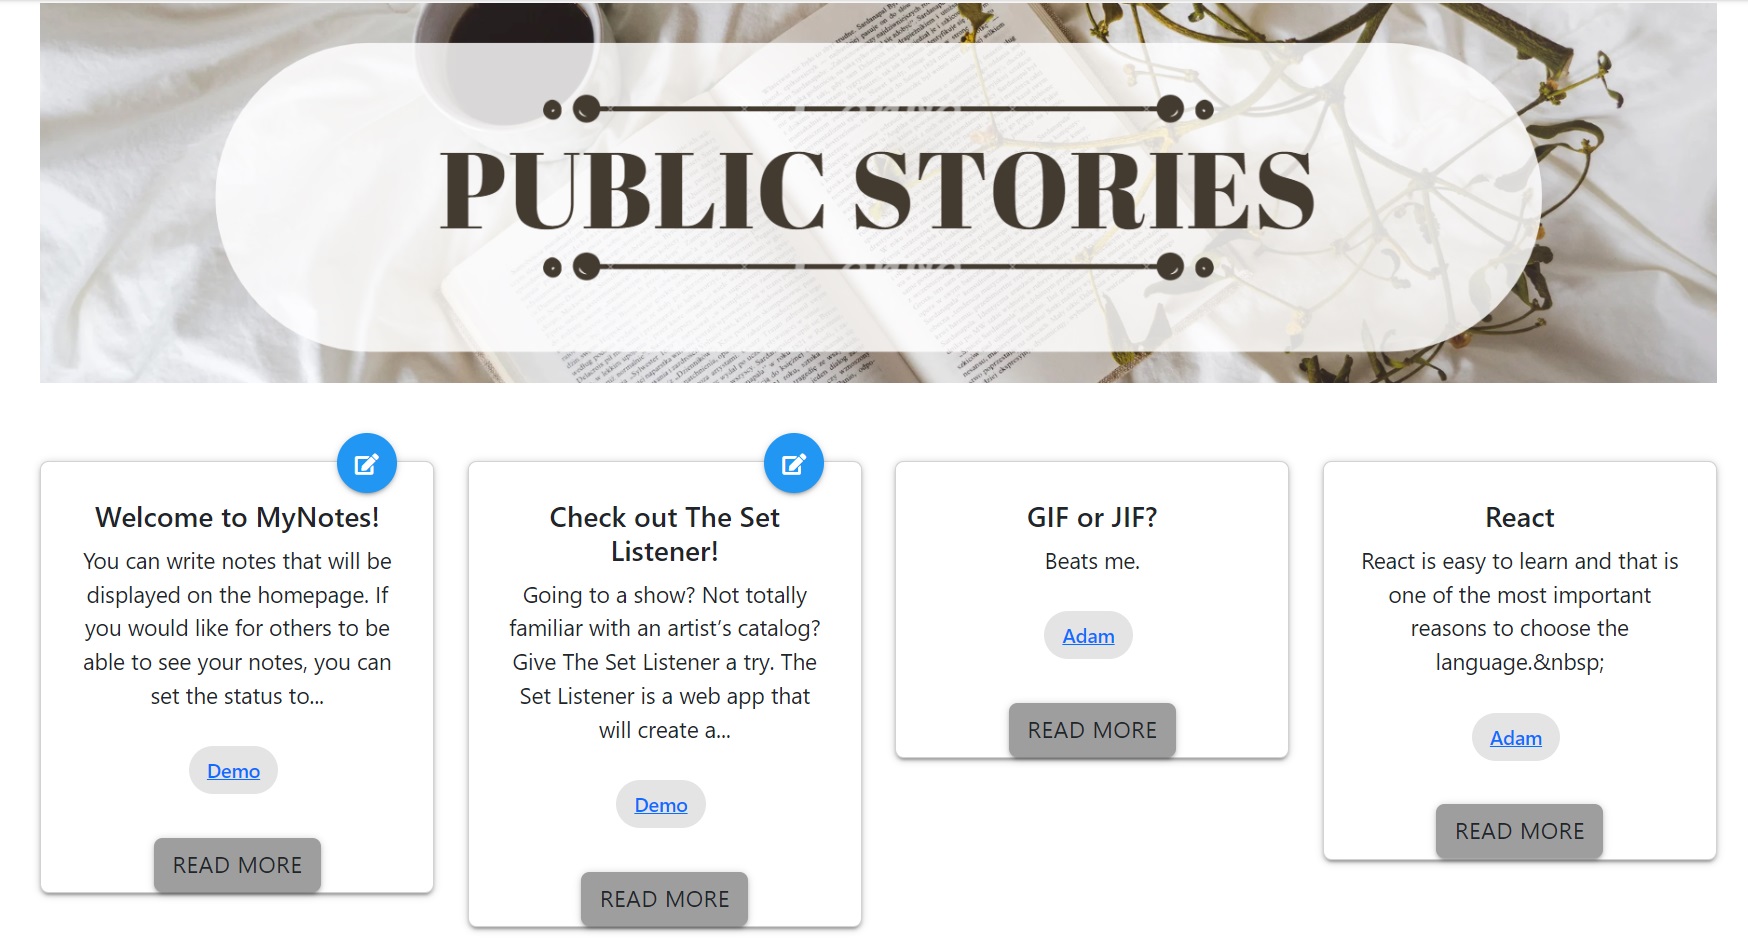 PUBLIC STORIES
Welcome to MyNotes!
You can write notes that will be
displayed on the homepage. If
you would like for others to be
able to see your notes, you can
set the status to...
Demo
READ MORE
Check out The Set
Listener!
Going to a show? Not totally
familiar with an artist’s catalog?
Give The Set Listener a try. The
Set Listener is a web app that
will create a...
Demo
READ MORE
GIF or JIF?
Beats me.
Adam
READ MORE
React
React is easy to learn and that is
one of the most important
reasons to choose the
language.&nbsp;
Adam
READ MORE